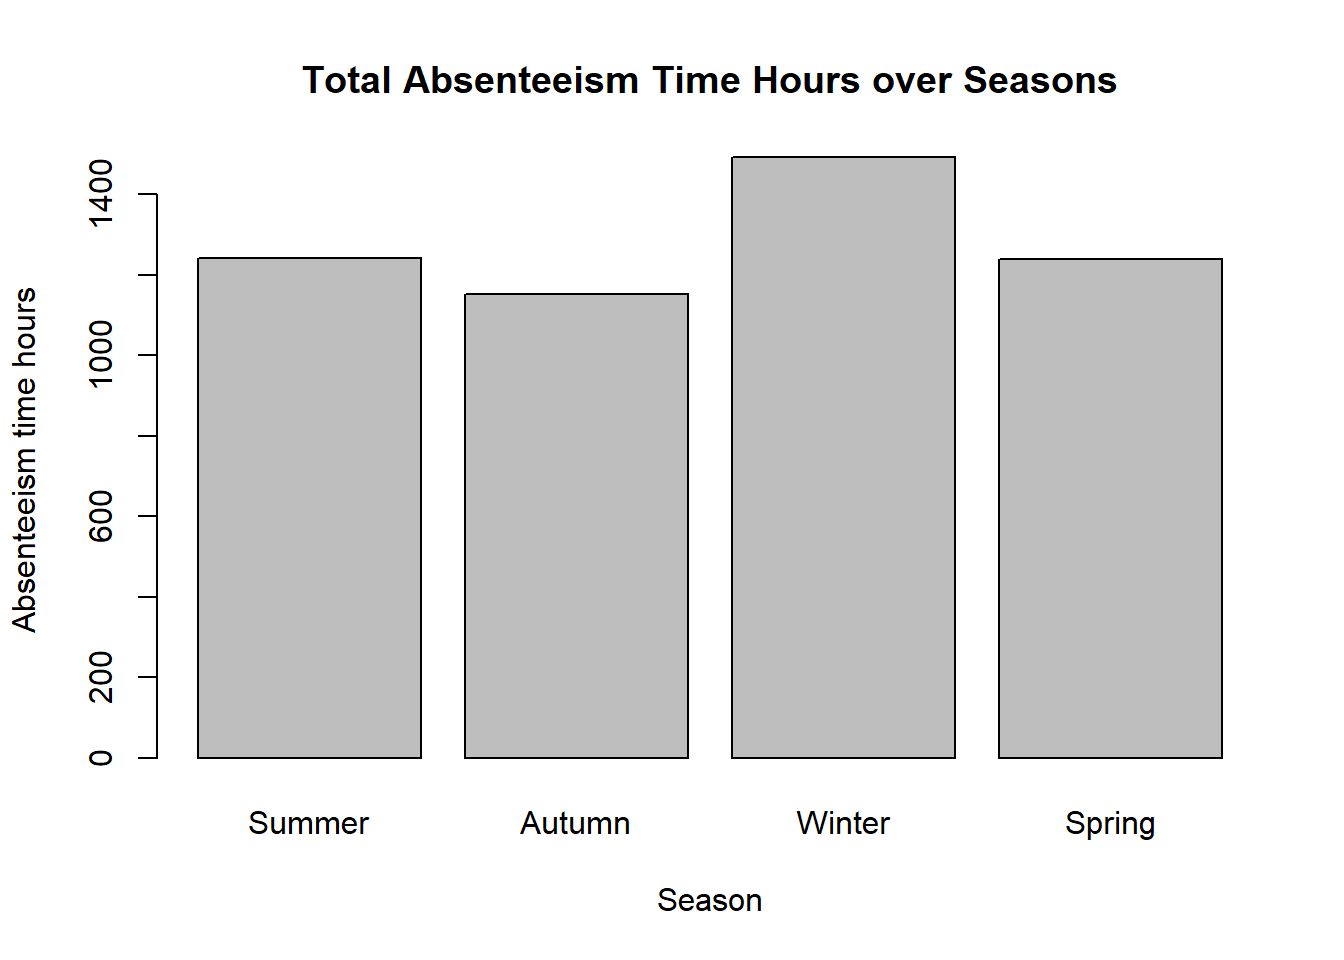 Total Absenteeism Time Hours over Seasons
Absenteeism time hours
1400
1000
600
200
0
Summer Autumn Winter Spring
Season